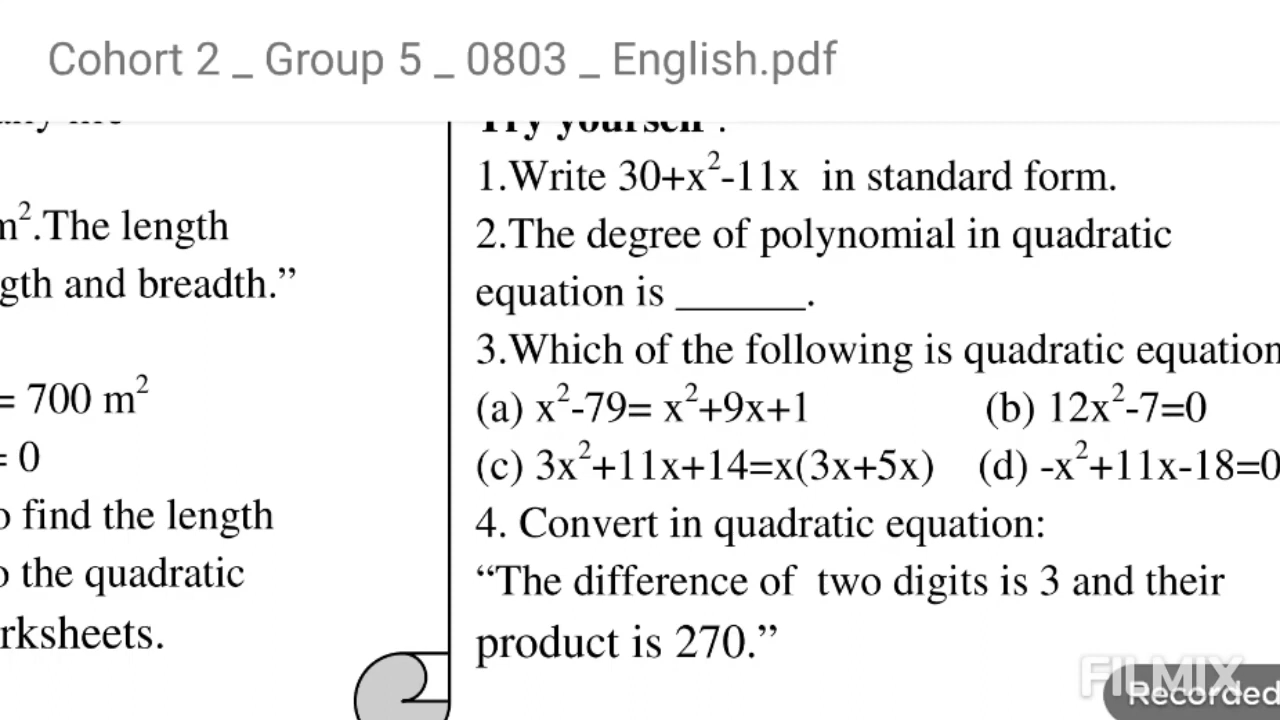 Cohort 2 _ Group 5 _ 0803 _ English.pdf
m².The length
gth and breadth.”
= 700 m²
= 0
o find the length
o the quadratic
rksheets.
Try yourself :
1.Write 30+x²-11x in standard form.
2.The degree of polynomial in quadratic
equation is ______.
3.Which of the following is quadratic equation
(a) x²-79= x²+9x+1 (b) 12x²-7=0
(c) 3x²+11x+14=x(3x+5x) (d) -x²+11x-18=0
4. Convert in quadratic equation:
“The difference of two digits is 3 and their
product is 270.”
FILMIX
Recorded